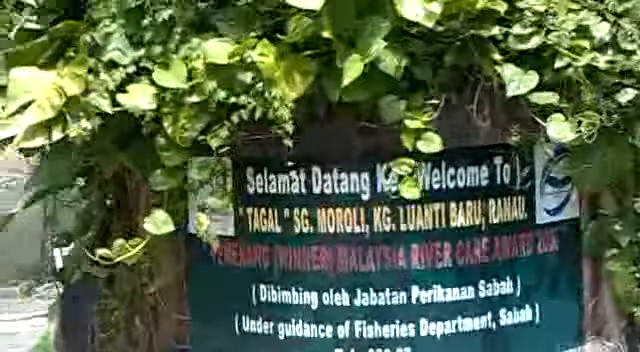 Selamat Datang Ke / Welcome To )
" TAGAL " SG. MOROLI, KG. LUANTI BARU, RANAU.
(WINNER) MALAYSIA RIVER CARE AWARD
( Dibimbing oleh Jabatan Perikanan Sabah )
( Under guidance of Fisheries Department, Sabah )